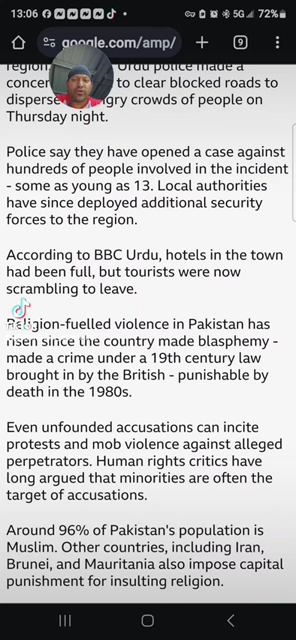 13:06 5G 72%
google.com/amp/ 9
region Urdu police made a
concer to clear blocked roads to
disperse ngry crowds of people on
Thursday night.
Police say they have opened a case against
hundreds of people involved in the incident
- some as young as 13. Local authorities
have since deployed additional security
forces to the region.
According to BBC Urdu, hotels in the town
had been full, but tourists were now
scrambling to leave.
Religion-fuelled violence in Pakistan has
risen since the country made blasphemy -
made a crime under a 19th century law
brought in by the British - punishable by
death in the 1980s.
Even unfounded accusations can incite
protests and mob violence against alleged
perpetrators. Human rights critics have
long argued that minorities are often the
target of accusations.
Around 96% of Pakistan's population is
Muslim. Other countries, including Iran,
Brunei, and Mauritania also impose capital
punishment for insulting religion.